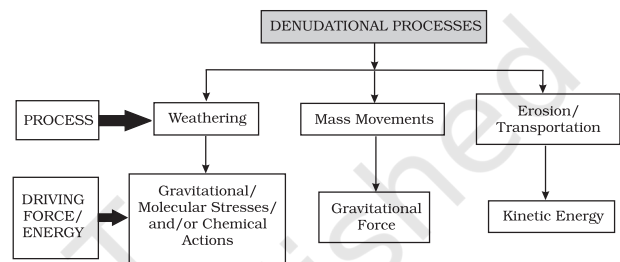 DENUDATIONAL PROCESSES
PROCESS
Weathering
Mass Movements
Erosion/
Transportation
DRIVING
FORCE/
ENERGY
Gravitational/
Molecular Stresses/
and/or Chemical
Actions
Gravitational
Force
Kinetic Energy